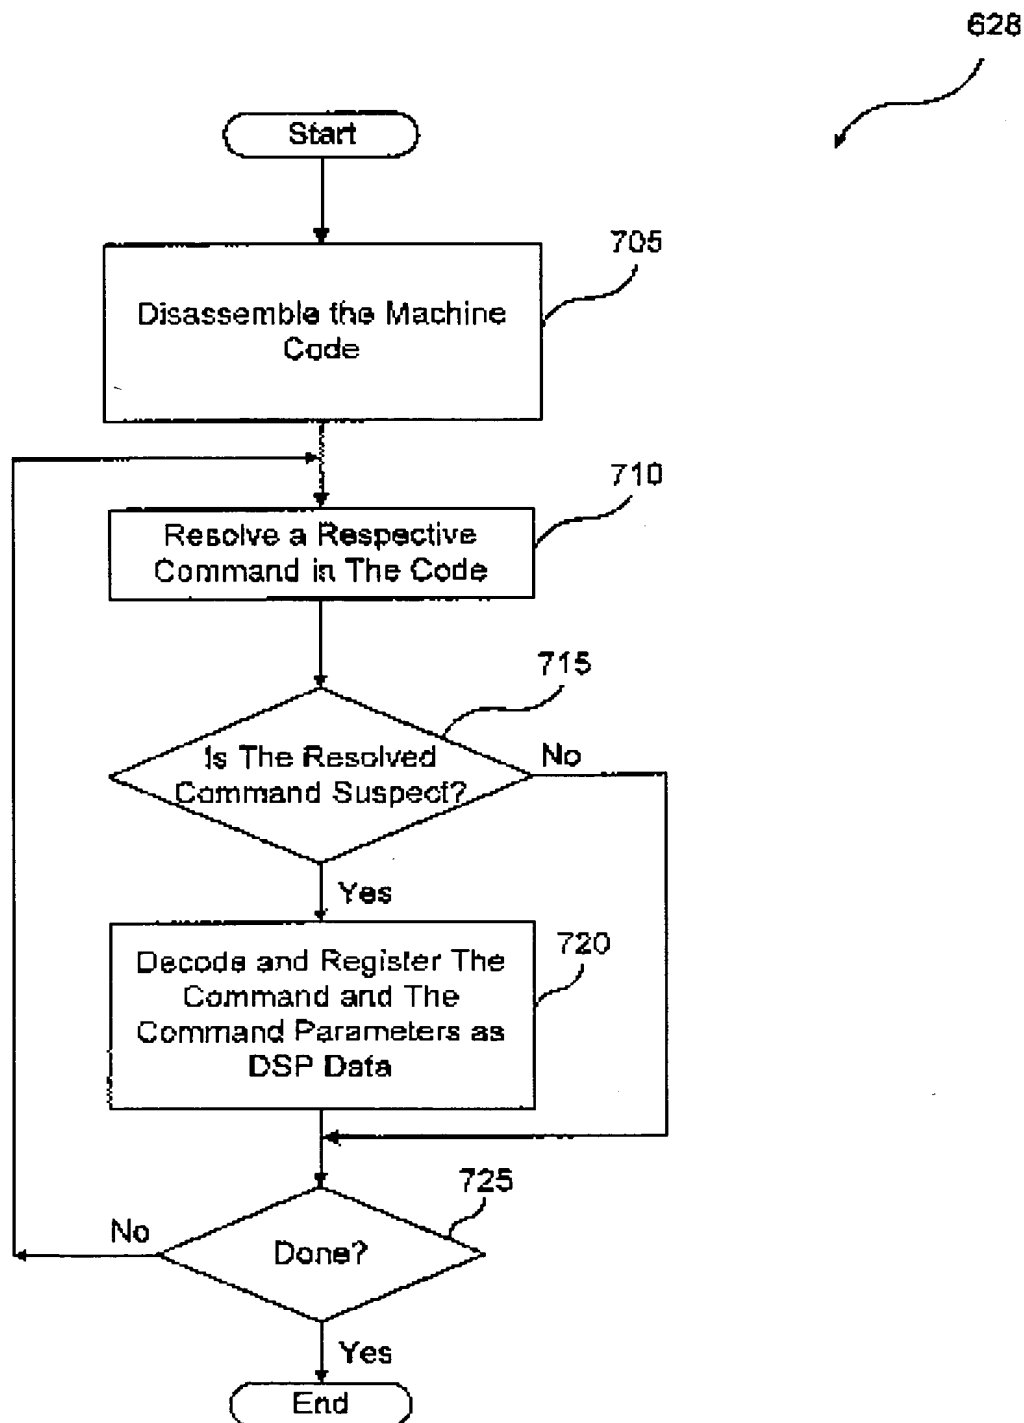 628
Start
705
Disassemble the Machine
Code
710
Resolve a Respective
Command in The Code
715
Is The Resolved
Command Suspect?
No
Yes
720
Decode and Register The
Command and The
Command Parameters as
DSP Data
725
No
Done?
Yes
End